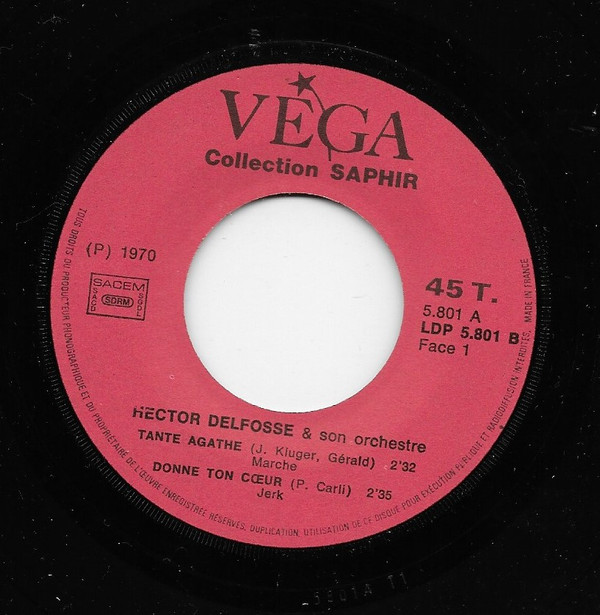 VÉGA
Collection SAPHIR
(P) 1970
SACEM
SACD
SDRM
SGDL
45 T.
5.801 A
LDP 5.801 B
Face 1
HECTOR DELFOSSE & son orchestre
TANTE AGATHE (J. Kluger, Gérald) 2'32
Marche
DONNE TON CŒUR (P. Carli) 2'35
Jerk
TOUS DROITS DU PRODUCTEUR PHONOGRAPHIQUE ET DU PROPRIÉTAIRE DE L'ŒUVRE ENREGISTRÉE RÉSERVÉS. DUPLICATION, UTILISATION DE CE DISQUE POUR EXÉCUTION PUBLIQUE ET RADIODIFFUSION INTERDITES. MADE IN FRANCE
5801A 11